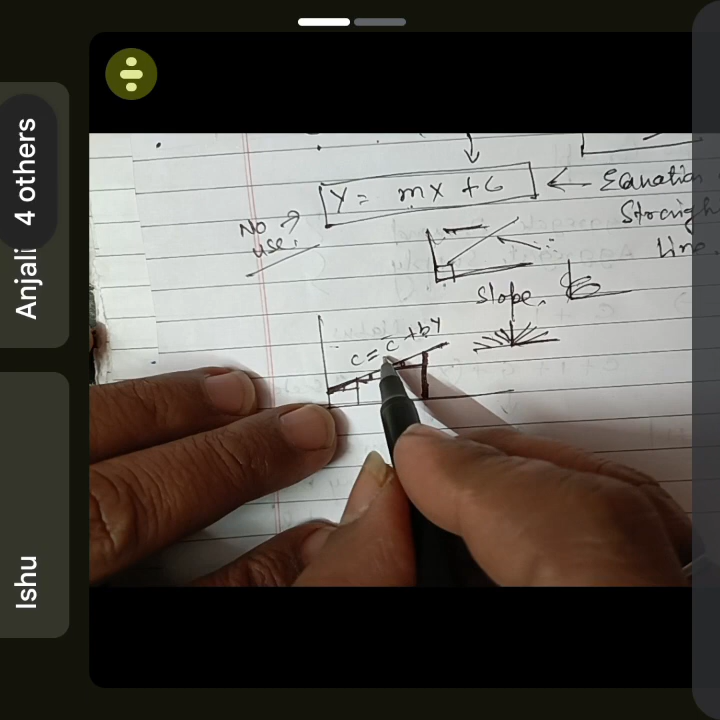 Y = mx + c ← Equation
Straigh
Line.
No
use.
Slope.
c = c̄ + by
Anjali
4 others
Ishu